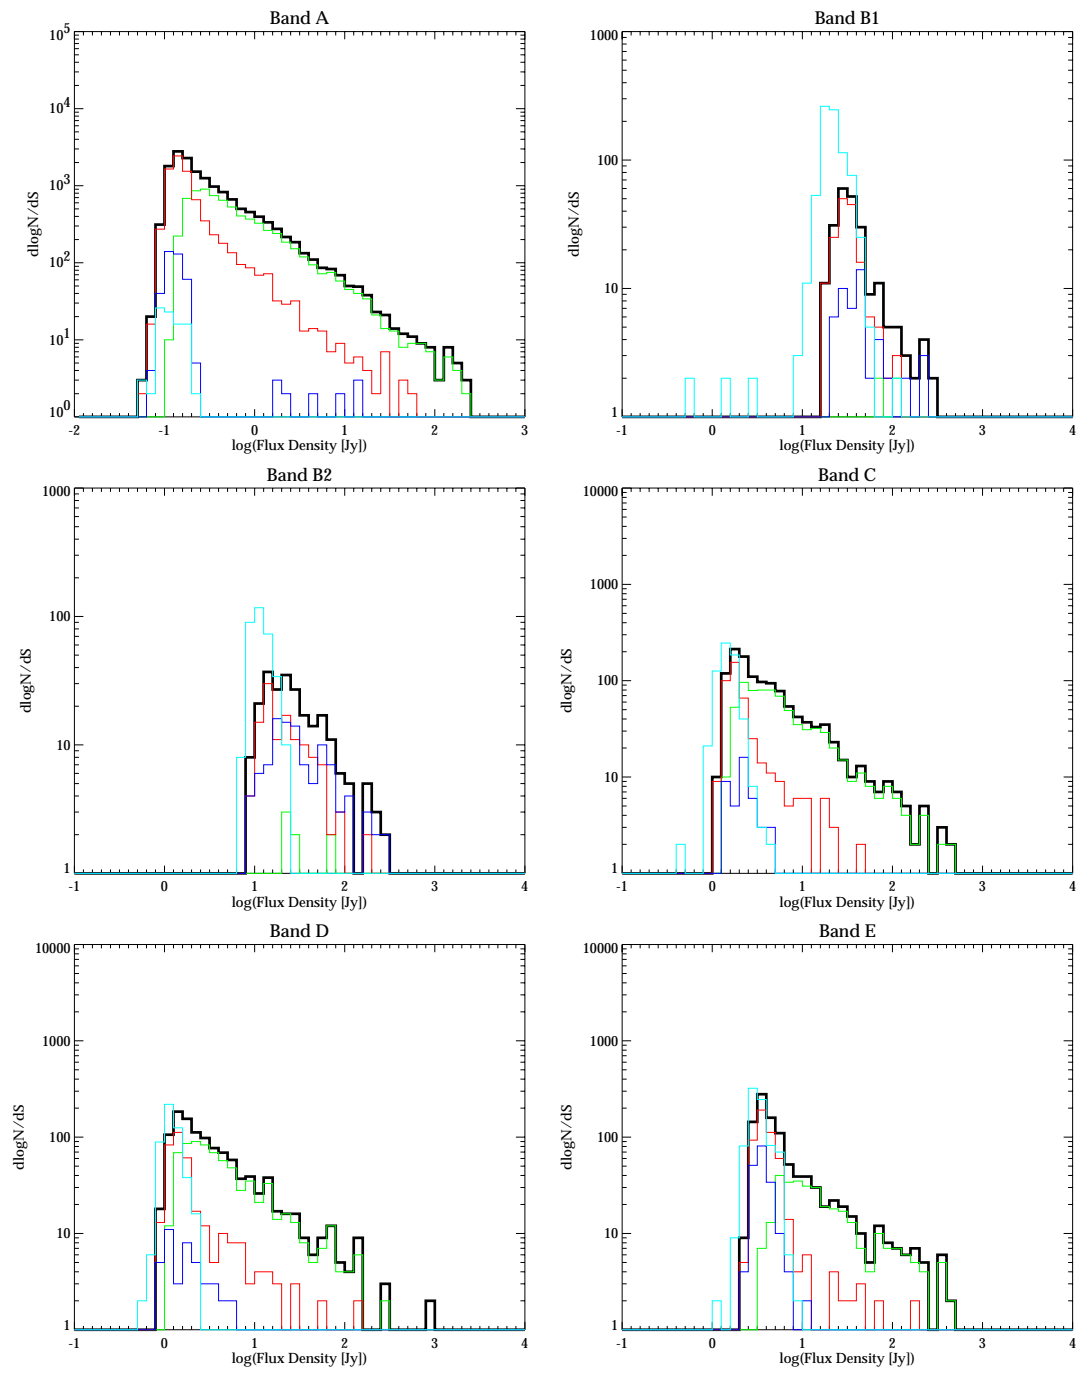 Band A
10^5
10^4
10^3
10^2
10^1
10^0
dlogN/dS
-2 -1 0 1 2 3
log(Flux Density [Jy])
Band B1
1000
100
10
1
dlogN/dS
-1 0 1 2 3 4
log(Flux Density [Jy])
Band B2
1000
100
10
1
dlogN/dS
-1 0 1 2 3 4
log(Flux Density [Jy])
Band C
10000
1000
100
10
1
dlogN/dS
-1 0 1 2 3 4
log(Flux Density [Jy])
Band D
10000
1000
100
10
1
dlogN/dS
-1 0 1 2 3 4
log(Flux Density [Jy])
Band E
10000
1000
100
10
1
dlogN/dS
-1 0 1 2 3 4
log(Flux Density [Jy])